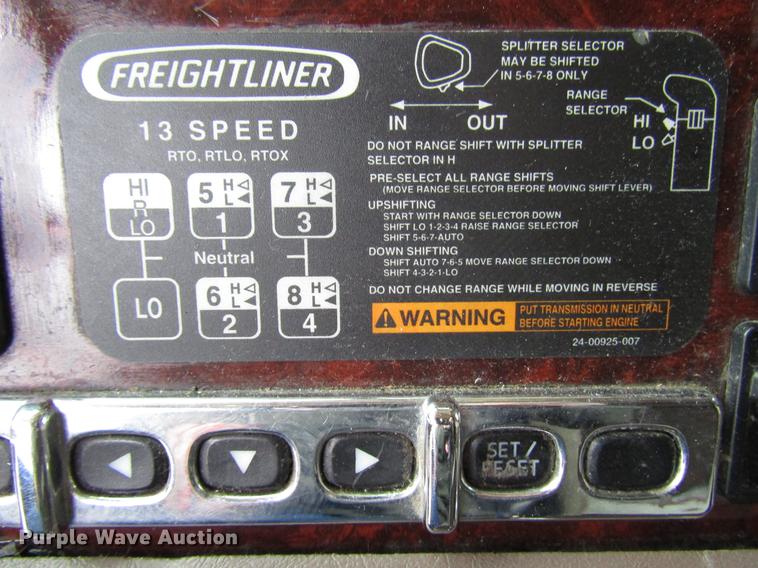 FREIGHTLINER
13 SPEED
RTO, RTLO, RTOX
HI
R
LO
5 H L
1
7 H L
3
Neutral
LO
6 H L
2
8 H L
4
SPLITTER SELECTOR
MAY BE SHIFTED
IN 5-6-7-8 ONLY
IN OUT
RANGE
SELECTOR
HI
LO
DO NOT RANGE SHIFT WITH SPLITTER
SELECTOR IN H
PRE-SELECT ALL RANGE SHIFTS
(MOVE RANGE SELECTOR BEFORE MOVING SHIFT LEVER)
UPSHIFTING
START WITH RANGE SELECTOR DOWN
SHIFT LO 1-2-3-4 RAISE RANGE SELECTOR
SHIFT 5-6-7-AUTO
DOWN SHIFTING
SHIFT AUTO 7-6-5 MOVE RANGE SELECTOR DOWN
SHIFT 4-3-2-1-LO
DO NOT CHANGE RANGE WHILE MOVING IN REVERSE
WARNING
PUT TRANSMISSION IN NEUTRAL
BEFORE STARTING ENGINE
24-00925-007
SET/
RESET
Purple Wave Auction